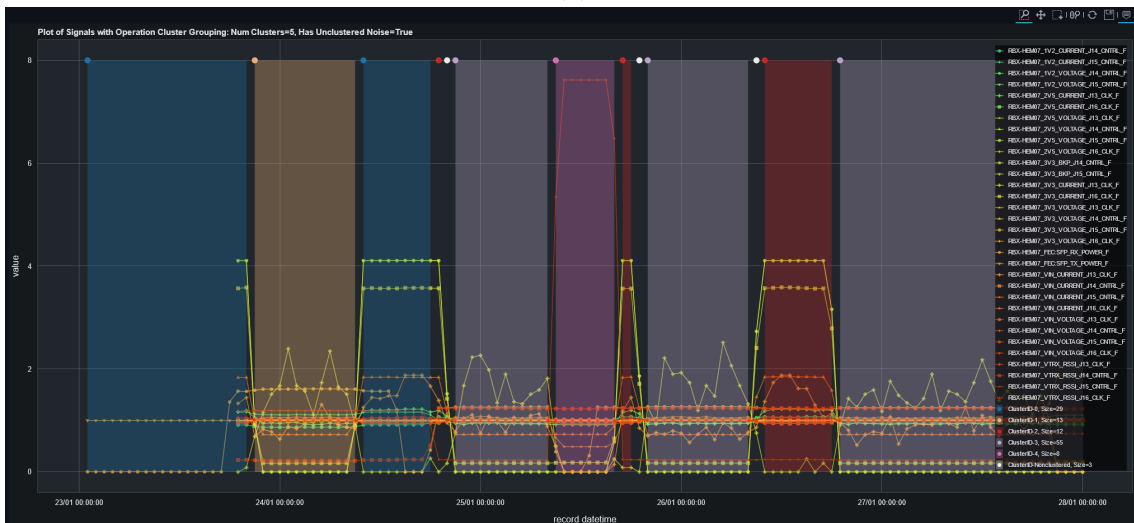 Plot of Signals with Operation Cluster Grouping: Num Clusters=5, Has Unclustered Noise=True
8
6
4
2
0
value
23/01 00:00:00
24/01 00:00:00
25/01 00:00:00
26/01 00:00:00
27/01 00:00:00
28/01 00:00:00
record datetime
RBX-HEM07_1V2_CURRENT_J14_CNTRL_F
RBX-HEM07_1V2_CURRENT_J15_CNTRL_F
RBX-HEM07_1V2_VOLTAGE_J14_CNTRL_F
RBX-HEM07_1V2_VOLTAGE_J15_CNTRL_F
RBX-HEM07_2V5_CURRENT_J13_CLK_F
RBX-HEM07_2V5_CURRENT_J16_CLK_F
RBX-HEM07_2V5_VOLTAGE_J13_CLK_F
RBX-HEM07_2V5_VOLTAGE_J14_CNTRL_F
RBX-HEM07_2V5_VOLTAGE_J15_CNTRL_F
RBX-HEM07_2V5_VOLTAGE_J16_CLK_F
RBX-HEM07_3V3_BKP_J14_CNTRL_F
RBX-HEM07_3V3_BKP_J15_CNTRL_F
RBX-HEM07_3V3_CURRENT_J13_CLK_F
RBX-HEM07_3V3_CURRENT_J16_CLK_F
RBX-HEM07_3V3_VOLTAGE_J13_CLK_F
RBX-HEM07_3V3_VOLTAGE_J14_CNTRL_F
RBX-HEM07_3V3_VOLTAGE_J15_CNTRL_F
RBX-HEM07_3V3_VOLTAGE_J16_CLK_F
RBX-HEM07_FEC:SFP_RX_POWER_F
RBX-HEM07_FEC:SFP_TX_POWER_F
RBX-HEM07_VIN_CURRENT_J13_CLK_F
RBX-HEM07_VIN_CURRENT_J14_CNTRL_F
RBX-HEM07_VIN_CURRENT_J15_CNTRL_F
RBX-HEM07_VIN_CURRENT_J16_CLK_F
RBX-HEM07_VIN_VOLTAGE_J13_CLK_F
RBX-HEM07_VIN_VOLTAGE_J14_CNTRL_F
RBX-HEM07_VIN_VOLTAGE_J15_CNTRL_F
RBX-HEM07_VIN_VOLTAGE_J16_CLK_F
RBX-HEM07_VTRX_RSSI_J13_CLK_F
RBX-HEM07_VTRX_RSSI_J14_CNTRL_F
RBX-HEM07_VTRX_RSSI_J15_CNTRL_F
RBX-HEM07_VTRX_RSSI_J16_CLK_F
ClusterID-0, Size=29
ClusterID-1, Size=13
ClusterID-2, Size=12
ClusterID-3, Size=55
ClusterID-4, Size=8
ClusterID-Nonclustered, Size=3